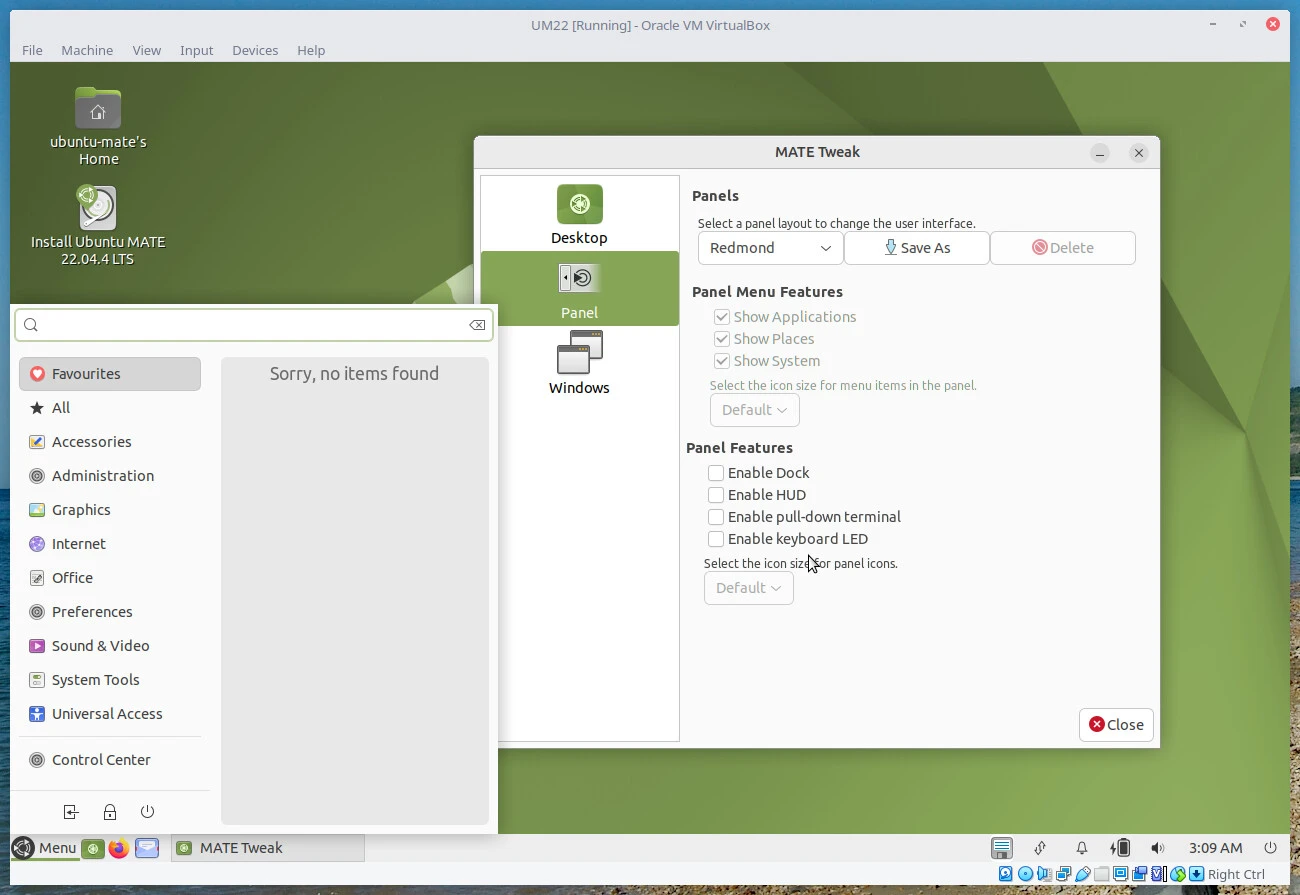 UM22 [Running] - Oracle VM VirtualBox
File Machine View Input Devices Help
ubuntu-mate's
Home
Install Ubuntu MATE
22.04.4 LTS
MATE Tweak
Desktop
Panel
Windows
Panels
Select a panel layout to change the user interface.
Redmond
Save As
Delete
Panel Menu Features
Show Applications
Show Places
Show System
Select the icon size for menu items in the panel.
Default
Panel Features
Enable Dock
Enable HUD
Enable pull-down terminal
Enable keyboard LED
Select the icon size for panel icons.
Default
Close
Favourites
All
Accessories
Administration
Graphics
Internet
Office
Preferences
Sound & Video
System Tools
Universal Access
Control Center
Sorry, no items found
Menu
MATE Tweak
3:09 AM
Right Ctrl